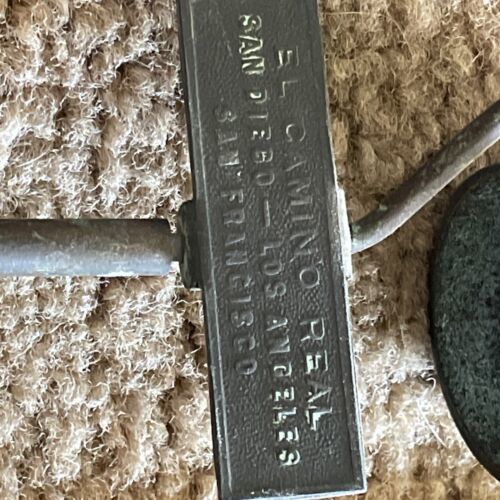 EL CAMINO REAL
SAN DIEGO — LOS ANGELES
SAN FRANCISCO